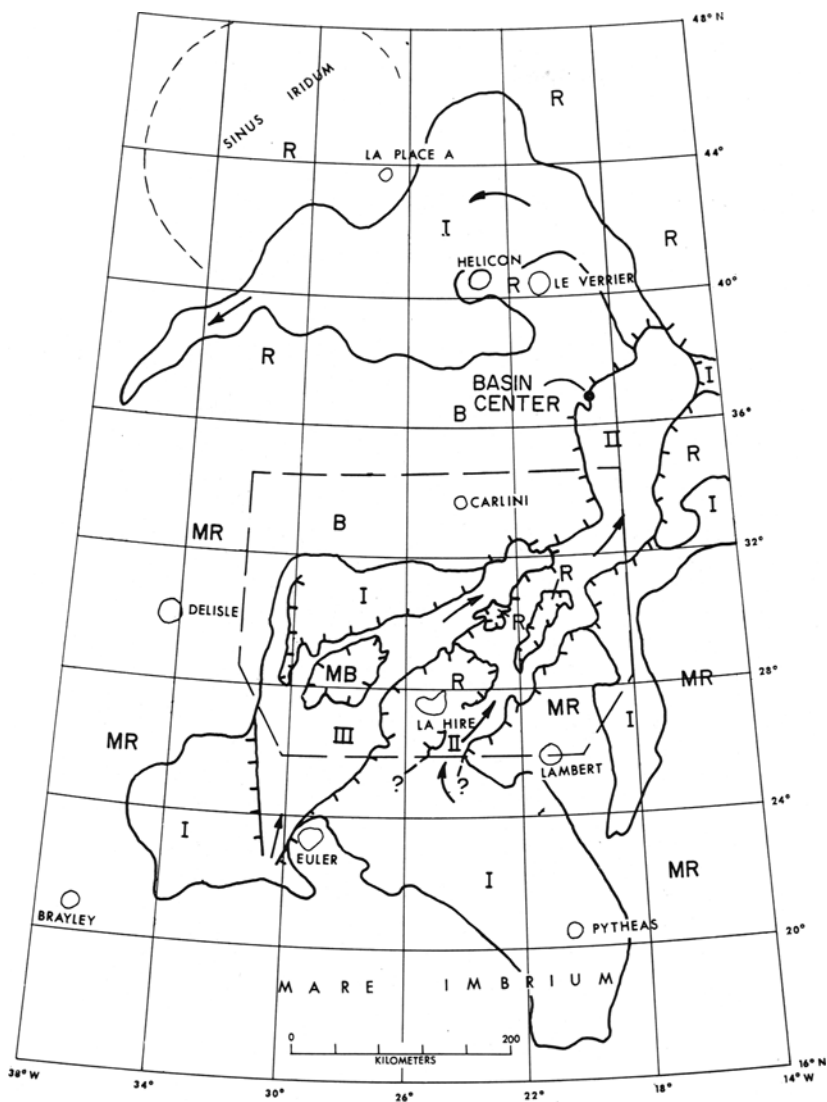 48° N
SINUS IRIDUM
R
R
44°
LA PLACE A
I
R
HELICON
R
LE VERRIER
40°
R
BASIN
CENTER
I
B
36°
II
R
CARLINI
I
MR
B
32°
I
R
DELISLE
R
MB
R
28°
MR
MR
LA HIRE
MR
I
III
II
LAMBERT
?
?
24°
I
EULER
I
MR
BRAYLEY
PYTHEAS
20°
MARE IMBRIUM
0
200
KILOMETERS
16° N
38° W
34°
30°
26°
22°
18°
14° W